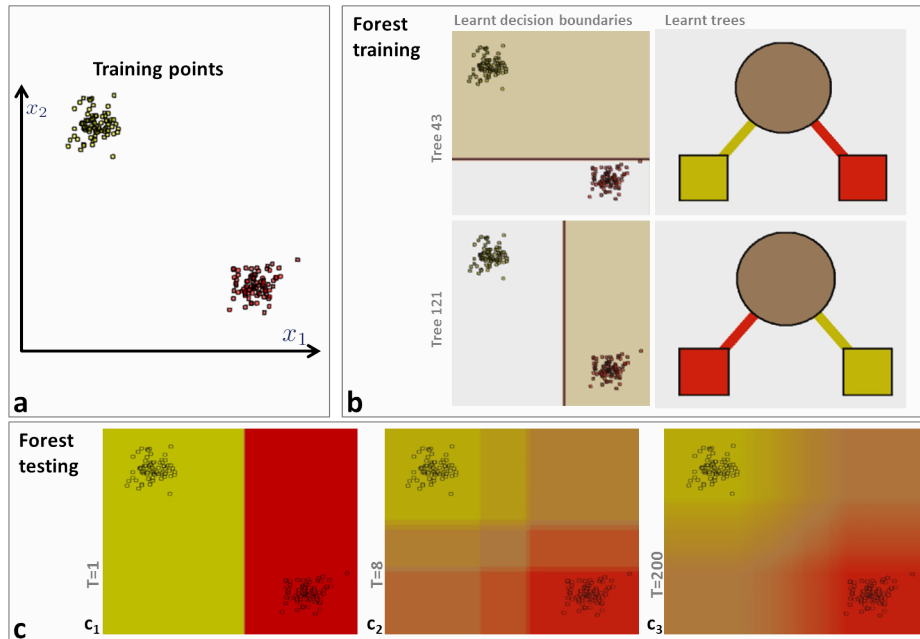 Training points
x2
x1
a
Forest
training
Learnt decision boundaries
Learnt trees
Tree 43
Tree 121
b
Forest
testing
T=1
c1
T=8
c2
T=200
c3
c